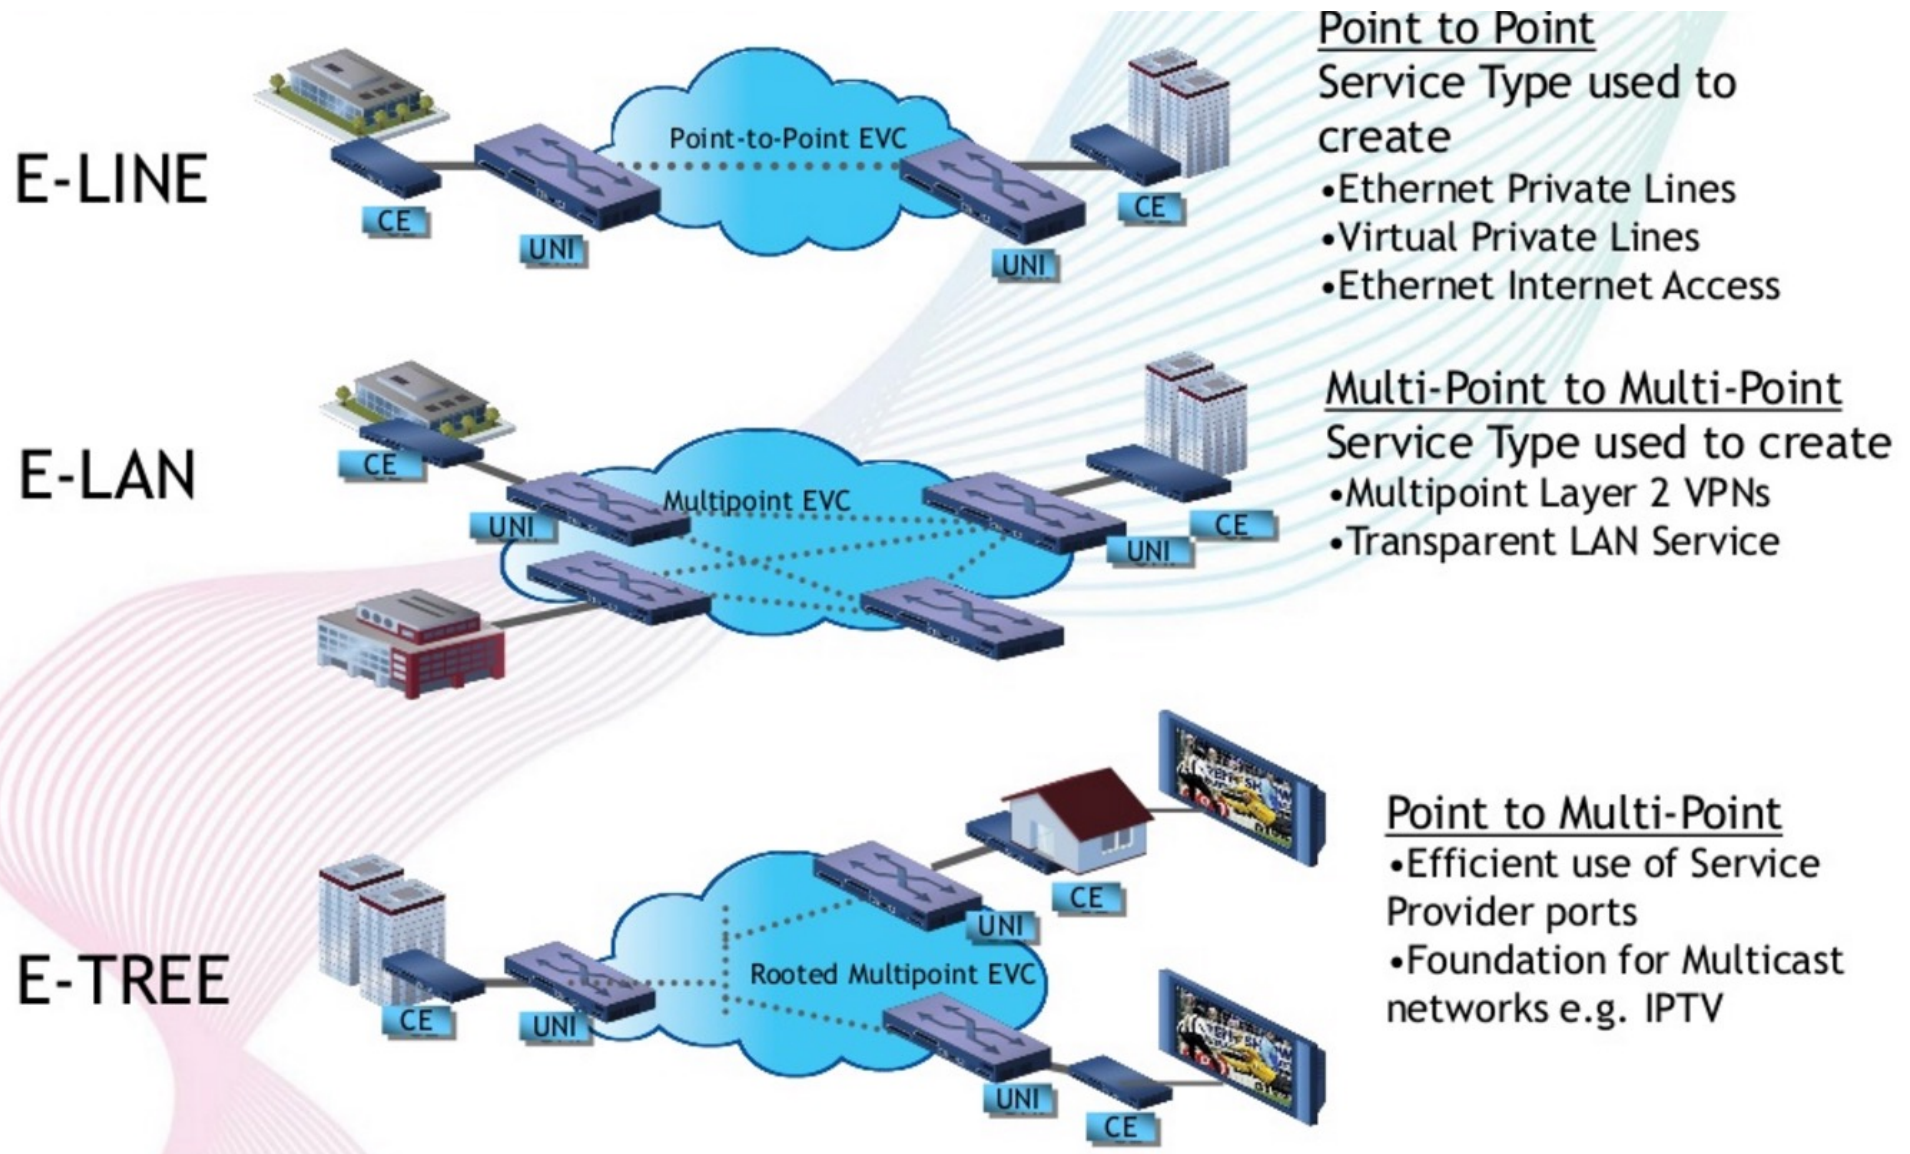 E-LINE
Point-to-Point EVC
CE
UNI
UNI
CE
Point to Point
Service Type used to
create
•Ethernet Private Lines
•Virtual Private Lines
•Ethernet Internet Access
E-LAN
Multipoint EVC
CE
UNI
UNI
CE
Multi-Point to Multi-Point
Service Type used to create
•Multipoint Layer 2 VPNs
•Transparent LAN Service
E-TREE
Rooted Multipoint EVC
CE
UNI
UNI
CE
UNI
CE
Point to Multi-Point
•Efficient use of Service
Provider ports
•Foundation for Multicast
networks e.g. IPTV